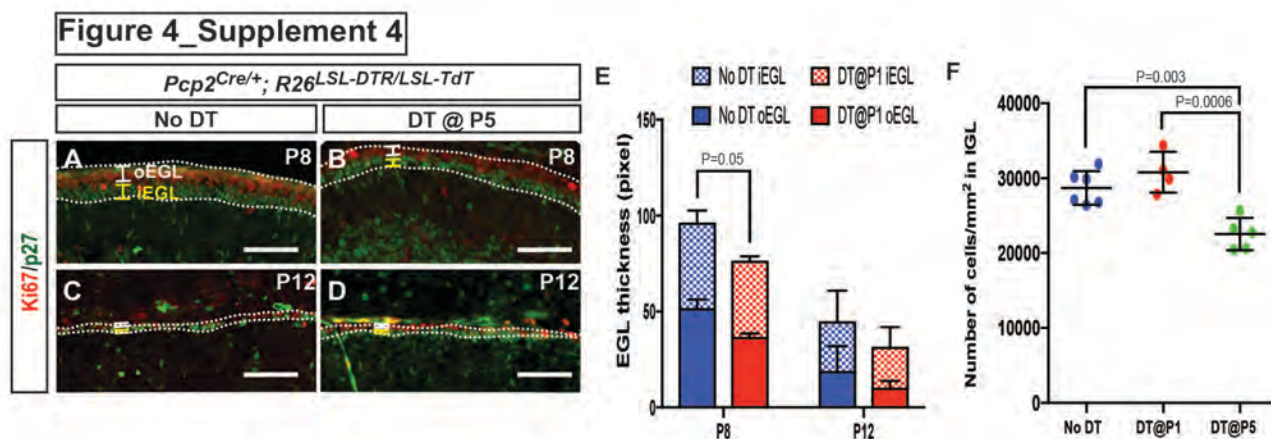 Figure 4_Supplement 4
Pcp2Cre/+; R26LSL-DTR/LSL-TdT
No DT
DT @ P5
Ki67/p27
A
P8
oEGL
iEGL
B
P8
C
P12
D
P12
E
No DT iEGL
DT@P1 iEGL
No DT oEGL
DT@P1 oEGL
EGL thickness (pixel)
150
100
50
0
P=0.05
P8
P12
F
P=0.003
P=0.0006
Number of cells/mm² in IGL
40000
30000
20000
10000
0
No DT
DT@P1
DT@P5